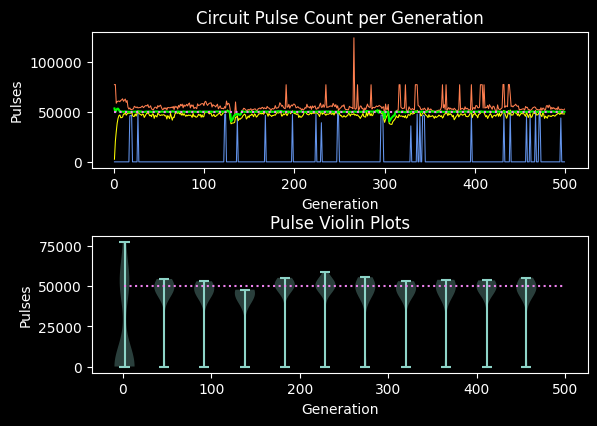 Circuit Pulse Count per Generation
Pulses
100000
50000
0
0 100 200 300 400 500
Generation
Pulse Violin Plots
Pulses
75000
50000
25000
0
0 100 200 300 400 500
Generation